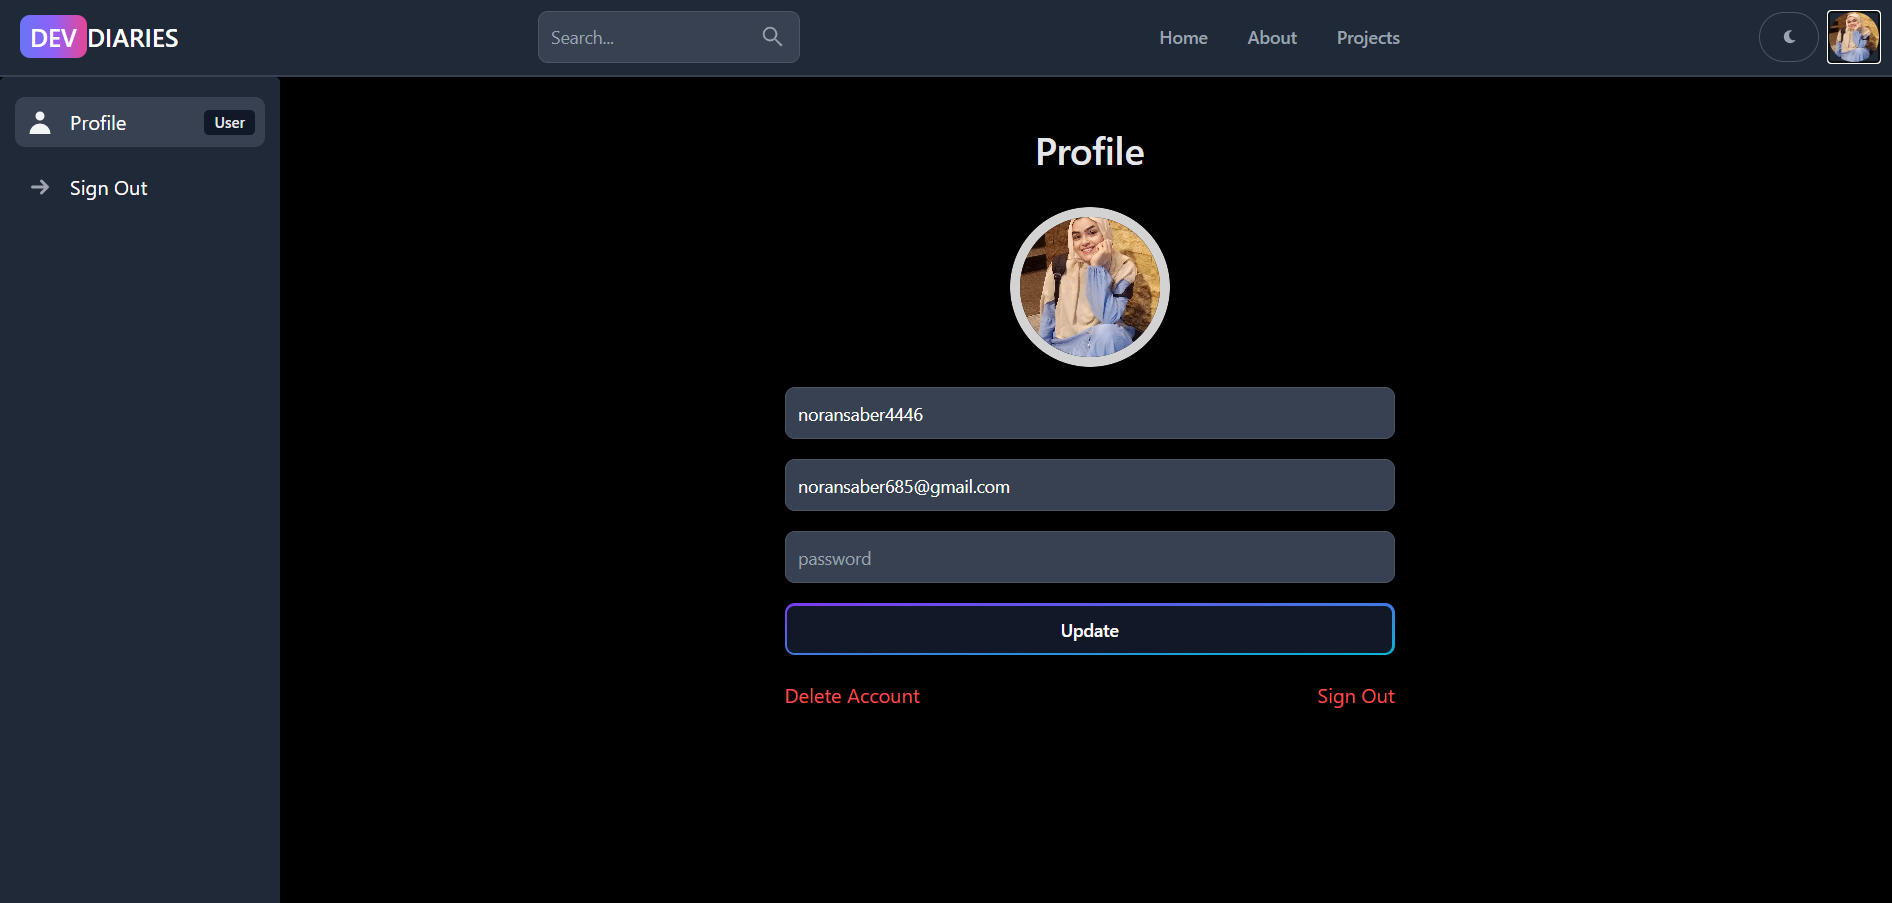 DEV DIARIES
Search...
Home
About
Projects
Profile
User
Sign Out
Profile
noransaber4446
noransaber685@gmail.com
password
Update
Delete Account
Sign Out